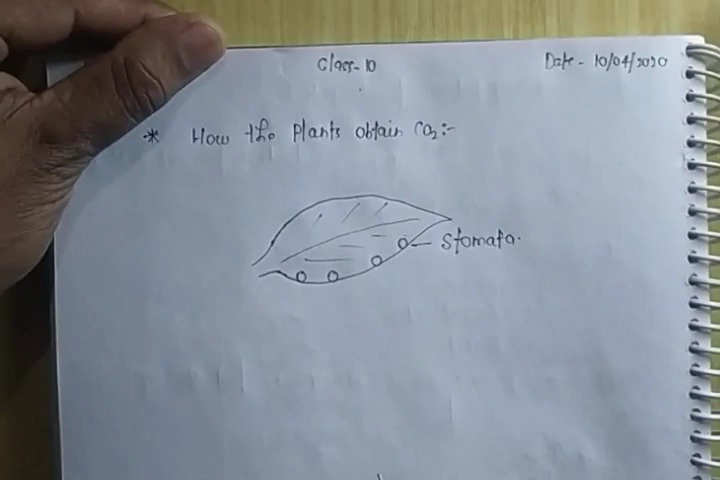 Class-10
Date - 10/04/2020
* How the Plants obtain CO₂:-
Stomata.